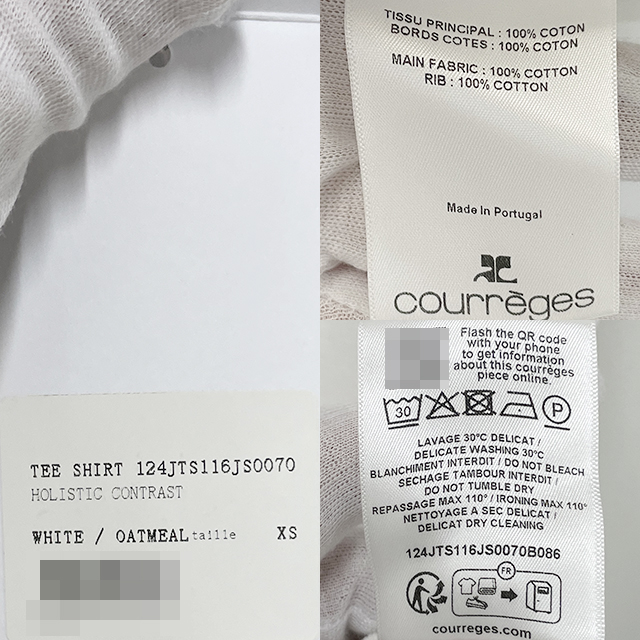 TEE SHIRT 124JTS116JS0070
HOLISTIC CONTRAST
WHITE / OATMEAL taille XS
TISSU PRINCIPAL : 100% COTON
BORDS COTES : 100% COTON
MAIN FABRIC : 100% COTTON
RIB : 100% COTTON
Made in Portugal
courrèges
Flash the QR code
with your phone
to get information
about this courrèges
piece online.
30
P
LAVAGE 30°C DELICAT /
DELICATE WASHING 30°C
BLANCHIMENT INTERDIT / DO NOT BLEACH
SECHAGE TAMBOUR INTERDIT /
DO NOT TUMBLE DRY
REPASSAGE MAX 110° / IRONING MAX 110°
NETTOYAGE A SEC DELICAT /
DELICAT DRY CLEANING
124JTS116JS0070B086
FR
courreges.com